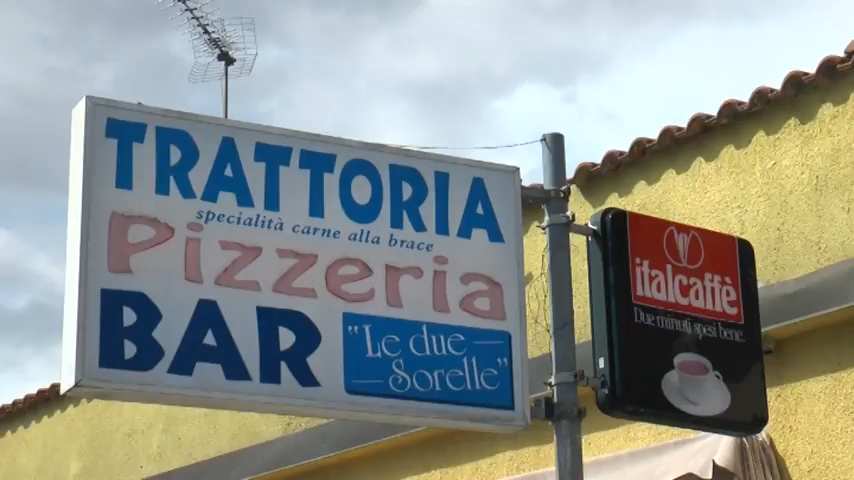 TRATTORIA
specialità carne alla brace
Pizzeria
BAR
"Le due
Sorelle"
italcaffè
Due minuti spesi bene.